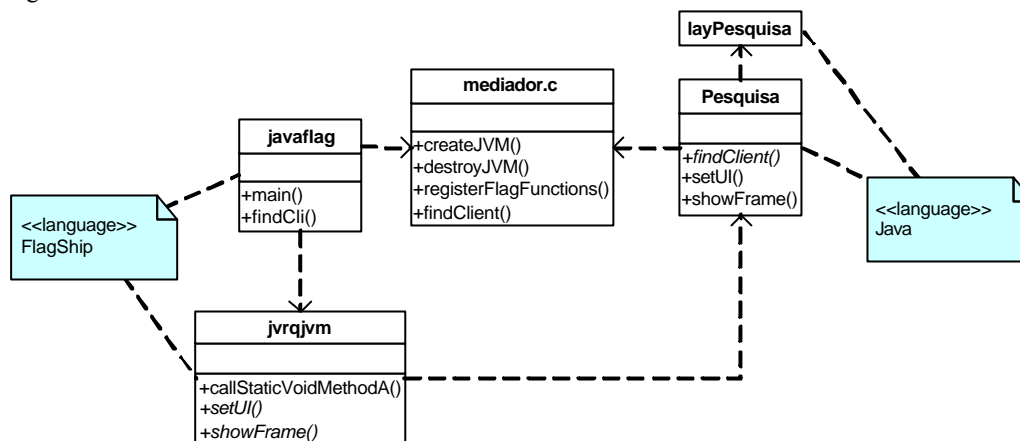 layPesquisa
mediador.c
+createJVM()
+destroyJVM()
+registerFlagFunctions()
+findClient()
Pesquisa
+findClient()
+setUI()
+showFrame()
javaflag
+main()
+findCli()
<<language>>
FlagShip
<<language>>
Java
jvrqjvm
+callStaticVoidMethodA()
+setUI()
+showFrame()